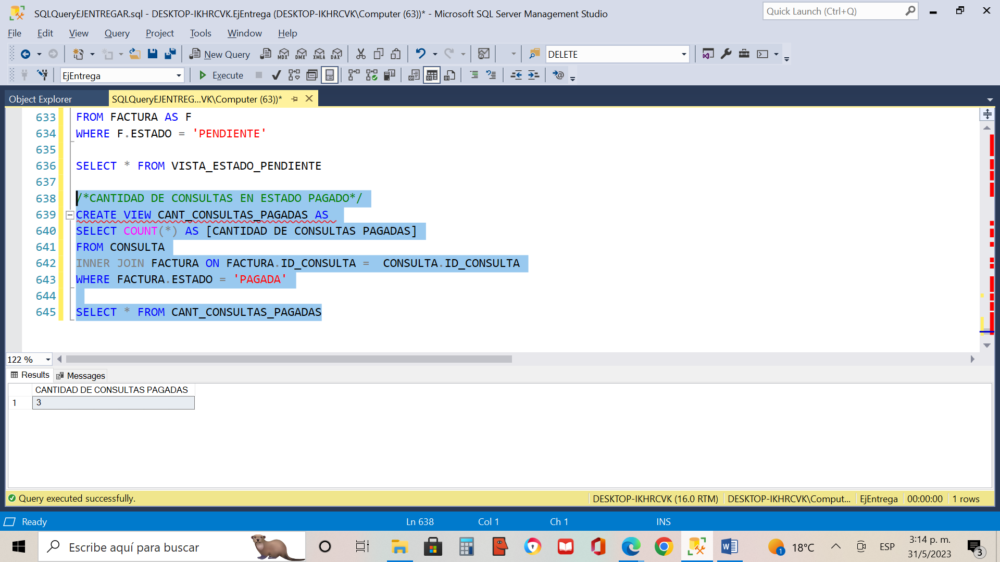 SQLQueryEJENTREGAR.sql - DESKTOP-IKHRCVK.EjEntrega (DESKTOP-IKHRCVK\Computer (63))* - Microsoft SQL Server Management Studio
Quick Launch (Ctrl+Q)
File Edit View Query Project Tools Window Help
New Query MDX DMX XMLA DAX DELETE
EjEntrega Execute
Object Explorer SQLQueryEJENTREG...VK\Computer (63))*
633 FROM FACTURA AS F
634 WHERE F.ESTADO = 'PENDIENTE'
635
636 SELECT * FROM VISTA_ESTADO_PENDIENTE
637
638 /*CANTIDAD DE CONSULTAS EN ESTADO PAGADO*/
639 CREATE VIEW CANT_CONSULTAS_PAGADAS AS
640 SELECT COUNT(*) AS [CANTIDAD DE CONSULTAS PAGADAS]
641 FROM CONSULTA
642 INNER JOIN FACTURA ON FACTURA.ID_CONSULTA =  CONSULTA.ID_CONSULTA
643 WHERE FACTURA.ESTADO = 'PAGADA'
644
645 SELECT * FROM CANT_CONSULTAS_PAGADAS
122 %
Results Messages
CANTIDAD DE CONSULTAS PAGADAS
1 3
Query executed successfully. DESKTOP-IKHRCVK (16.0 RTM) DESKTOP-IKHRCVK\Comput... EjEntrega 00:00:00 1 rows
Ready Ln 638 Col 1 Ch 1 INS
Escribe aquí para buscar
1 18°C ESP 3:14 p. m.
31/5/2023 3